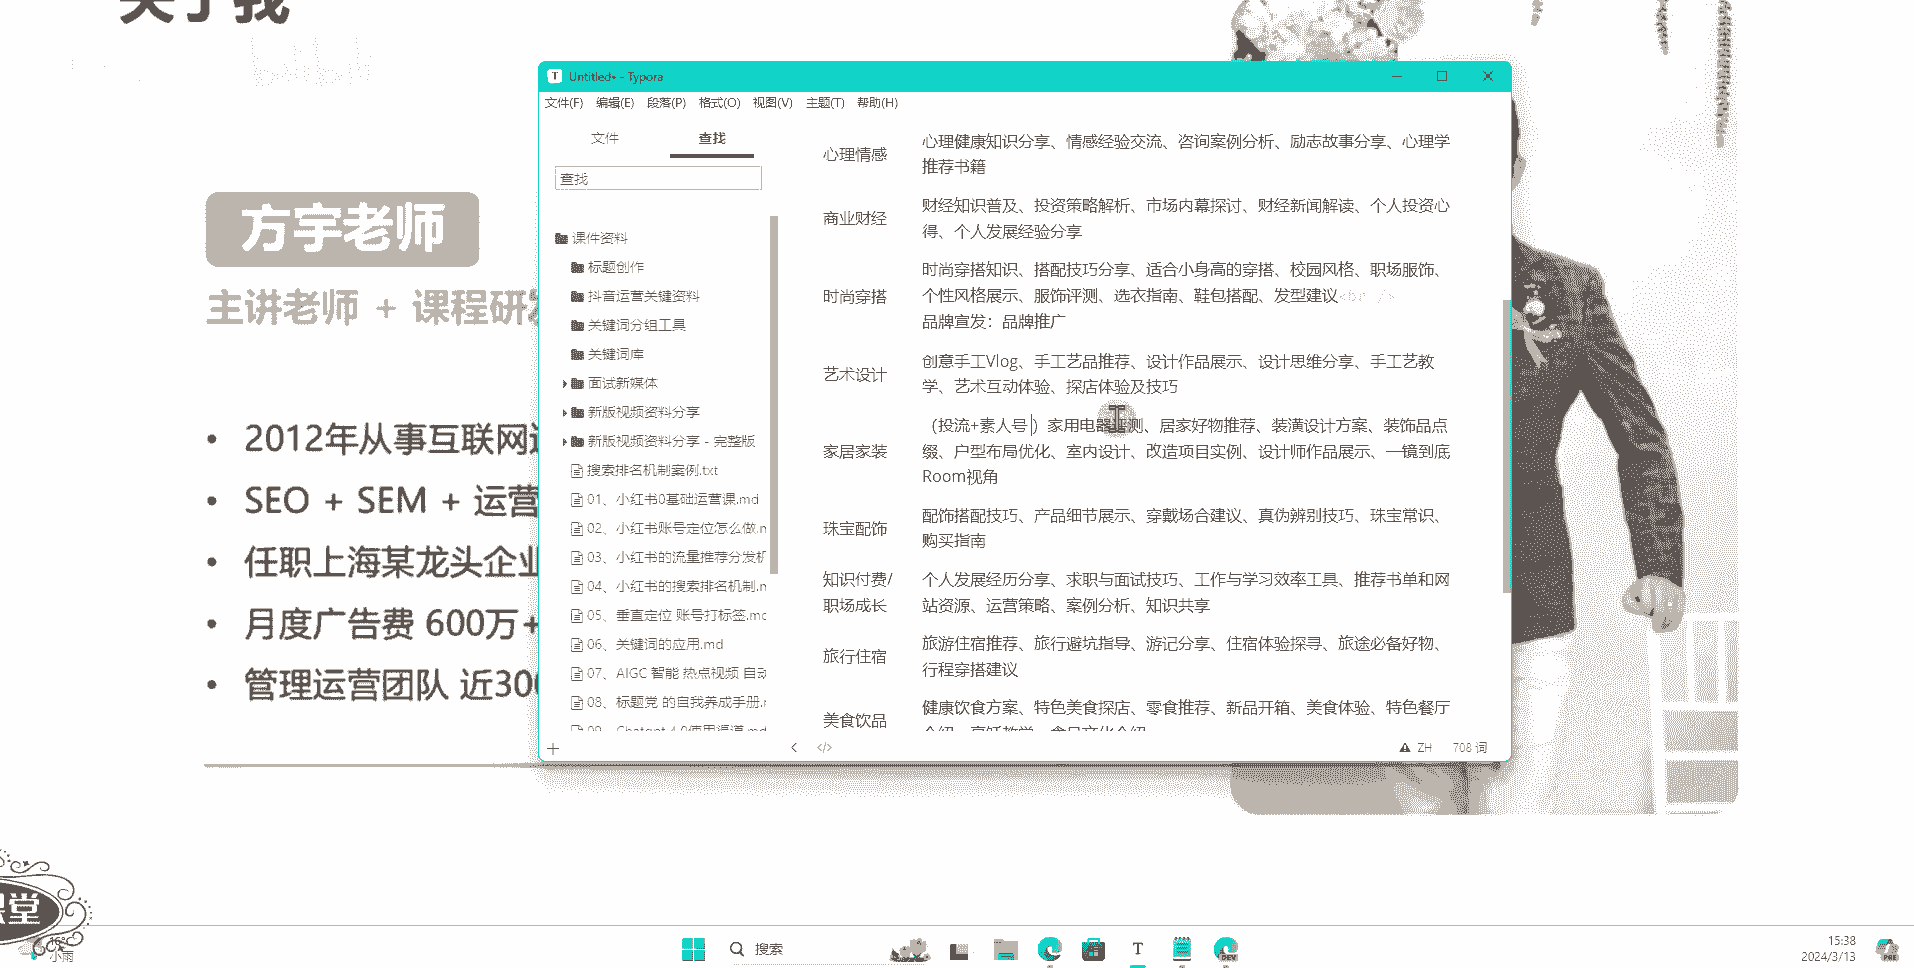 关于我
bilibili
方宇老师
主讲老师 + 课程研发
2012年从事互联网
SEO + SEM + 运营
任职上海某龙头企业
月度广告费 600万+
管理运营团队 近300
Untitled• - Typora
文件(F) 编辑(E) 段落(P) 格式(O) 视图(V) 主题(T) 帮助(H)
文件 查找
查找
课件资料
标题创作
抖音运营关键资料
关键词分组工具
关键词库
面试新媒体
新版视频资料分享
新版视频资料分享 - 完整版
搜索排名机制案例.txt
01、小红书0基础运营课.md
02、小红书账号定位怎么做.m
03、小红书的流量推荐分发机
04、小红书的搜索排名机制.m
05、垂直定位 账号打标签.md
06、关键词的应用.md
07、AIGC 智能 热点视频 自动
08、标题党 的自我养成手册.m
09、Chatgpt 4.0使用渠道.md
心理情感
心理健康知识分享、情感经验交流、咨询案例分析、励志故事分享、心理学
推荐书籍
商业财经
财经知识普及、投资策略解析、市场内幕探讨、财经新闻解读、个人投资心
得、个人发展经验分享
时尚穿搭
时尚穿搭知识、搭配技巧分享、适合小身高的穿搭、校园风格、职场服饰、
个性风格展示、服饰评测、选衣指南、鞋包搭配、发型建议<br />
品牌宣发：品牌推广
艺术设计
创意手工Vlog、手工艺品推荐、设计作品展示、设计思维分享、手工艺教
学、艺术互动体验、探店体验及技巧
家居家装
（投流+素人号）家用电器评测、居家好物推荐、装潢设计方案、装饰品点
缀、户型布局优化、室内设计、改造项目实例、设计师作品展示、一镜到底
Room视角
珠宝配饰
配饰搭配技巧、产品细节展示、穿戴场合建议、真伪辨别技巧、珠宝常识、
购买指南
知识付费/
职场成长
个人发展经历分享、求职与面试技巧、工作与学习效率工具、推荐书单和网
站资源、运营策略、案例分析、知识共享
旅行住宿
旅游住宿推荐、旅行避坑指导、游记分享、住宿体验探寻、旅途必备好物、
行程穿搭建议
美食饮品
健康饮食方案、特色美食探店、零食推荐、新品开箱、美食体验、特色餐厅
介绍、烹饪教学、食品文化介绍
ZH 708 词
课堂
16°C
小雨
搜索
15:38
2024/3/13